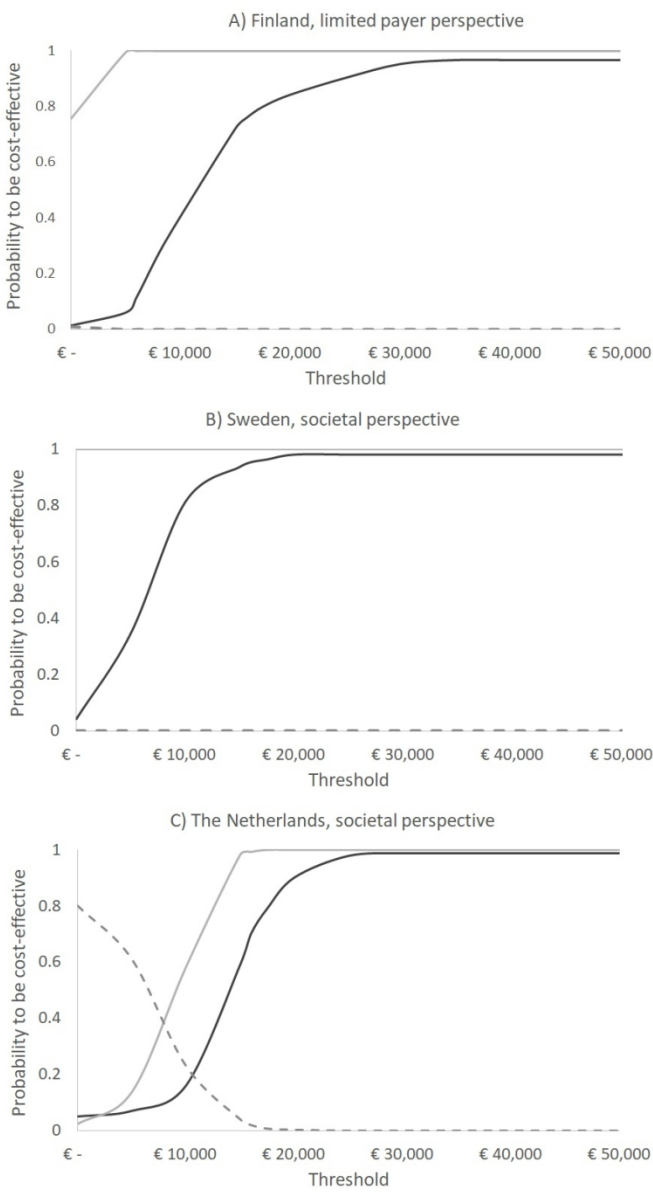 A) Finland, limited payer perspective
Probability to be cost-effective
1
0.8
0.6
0.4
0.2
0
€ - € 10,000 € 20,000 € 30,000 € 40,000 € 50,000
Threshold
B) Sweden, societal perspective
Probability to be cost-effective
1
0.8
0.6
0.4
0.2
0
€ - € 10,000 € 20,000 € 30,000 € 40,000 € 50,000
Threshold
C) The Netherlands, societal perspective
Probability to be cost-effective
1
0.8
0.6
0.4
0.2
0
€ - € 10,000 € 20,000 € 30,000 € 40,000 € 50,000
Threshold